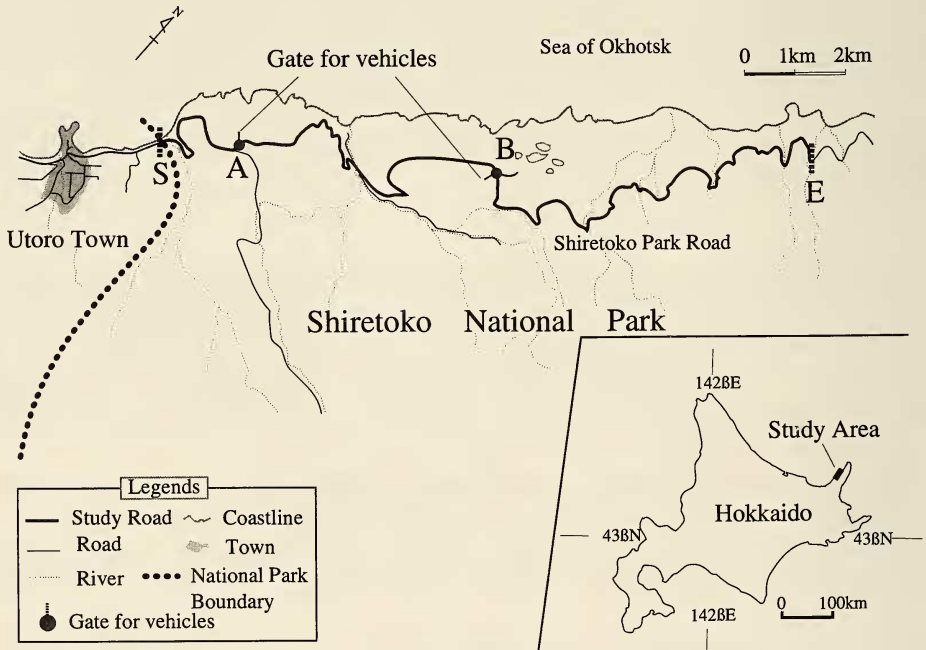 N
Sea of Okhotsk
Gate for vehicles
0 1km 2km
S
A
B
E
Utoro Town
Shiretoko Park Road
Shiretoko National Park
142ßE
Study Area
Hokkaido
43ßN
43ßN
142ßE
0 100km
Legends
Study Road
Coastline
Road
Town
River
National Park
Boundary
Gate for vehicles